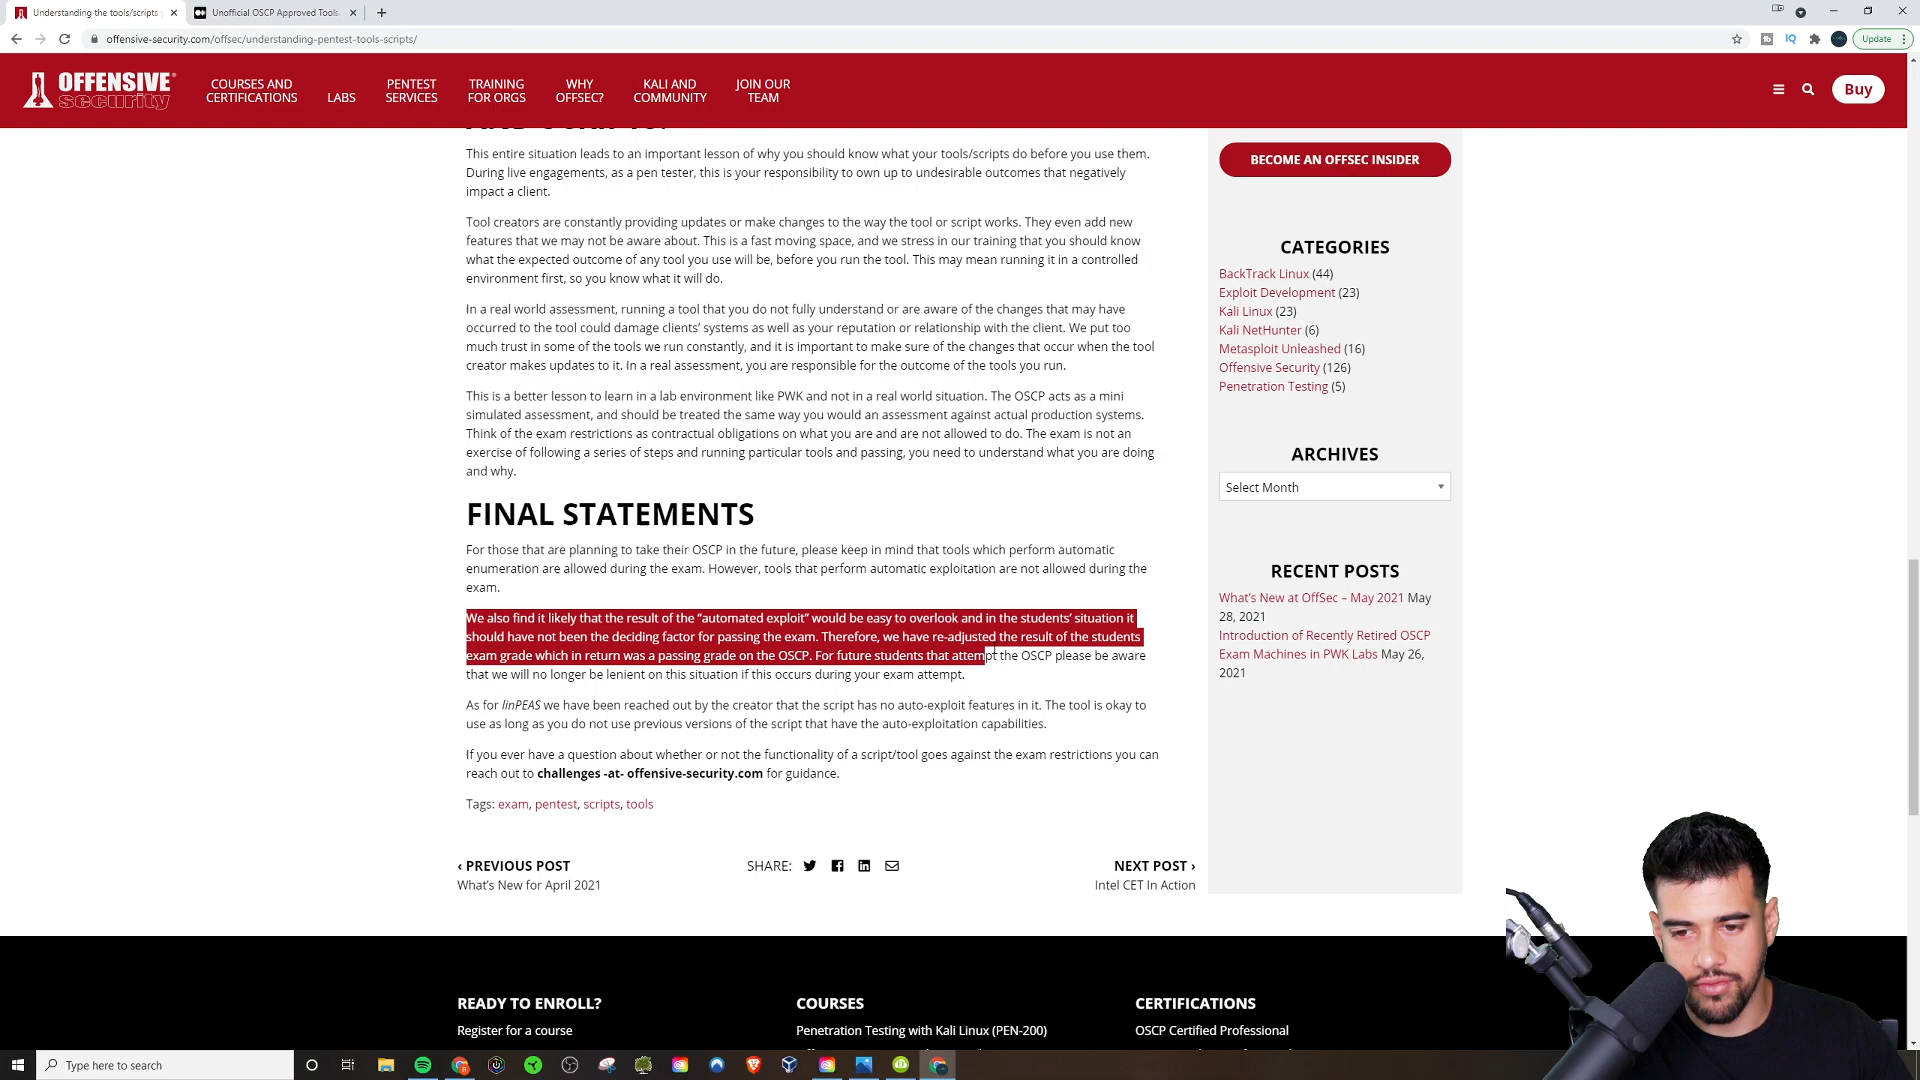 Understanding the tools/scripts
Unofficial OSCP Approved Tools
offensive-security.com/offsec/understanding-pentest-tools-scripts/
Update
OFFENSIVE
security
COURSES AND
CERTIFICATIONS
LABS
PENTEST
SERVICES
TRAINING
FOR ORGS
WHY
OFFSEC?
KALI AND
COMMUNITY
JOIN OUR
TEAM
Buy
This entire situation leads to an important lesson of why you should know what your tools/scripts do before you use them.
During live engagements, as a pen tester, this is your responsibility to own up to undesirable outcomes that negatively
impact a client.
Tool creators are constantly providing updates or make changes to the way the tool or script works. They even add new
features that we may not be aware about. This is a fast moving space, and we stress in our training that you should know
what the expected outcome of any tool you use will be, before you run the tool. This may mean running it in a controlled
environment first, so you know what it will do.
In a real world assessment, running a tool that you do not fully understand or are aware of the changes that may have
occurred to the tool could damage clients' systems as well as your reputation or relationship with the client. We put too
much trust in some of the tools we run constantly, and it is important to make sure of the changes that occur when the tool
creator makes updates to it. In a real assessment, you are responsible for the outcome of the tools you run.
This is a better lesson to learn in a lab environment like PWK and not in a real world situation. The OSCP acts as a mini
simulated assessment, and should be treated the same way you would an assessment against actual production systems.
Think of the exam restrictions as contractual obligations on what you are and are not allowed to do. The exam is not an
exercise of following a series of steps and running particular tools and passing, you need to understand what you are doing
and why.
FINAL STATEMENTS
For those that are planning to take their OSCP in the future, please keep in mind that tools which perform automatic
enumeration are allowed during the exam. However, tools that perform automatic exploitation are not allowed during the
exam.
We also find it likely that the result of the "automated exploit" would be easy to overlook and in the students' situation it
should have not been the deciding factor for passing the exam. Therefore, we have re-adjusted the result of the students
exam grade which in return was a passing grade on the OSCP. For future students that attempt the OSCP please be aware
that we will no longer be lenient on this situation if this occurs during your exam attempt.
As for linPEAS we have been reached out by the creator that the script has no auto-exploit features in it. The tool is okay to
use as long as you do not use previous versions of the script that have the auto-exploitation capabilities.
If you ever have a question about whether or not the functionality of a script/tool goes against the exam restrictions you can
reach out to challenges -at- offensive-security.com for guidance.
Tags: exam, pentest, scripts, tools
‹ PREVIOUS POST
What's New for April 2021
SHARE:
NEXT POST ›
Intel CET In Action
BECOME AN OFFSEC INSIDER
CATEGORIES
BackTrack Linux (44)
Exploit Development (23)
Kali Linux (23)
Kali NetHunter (6)
Metasploit Unleashed (16)
Offensive Security (126)
Penetration Testing (5)
ARCHIVES
Select Month
RECENT POSTS
What's New at OffSec – May 2021 May
28, 2021
Introduction of Recently Retired OSCP
Exam Machines in PWK Labs May 26,
2021
READY TO ENROLL?
Register for a course
COURSES
Penetration Testing with Kali Linux (PEN-200)
CERTIFICATIONS
OSCP Certified Professional
Type here to search